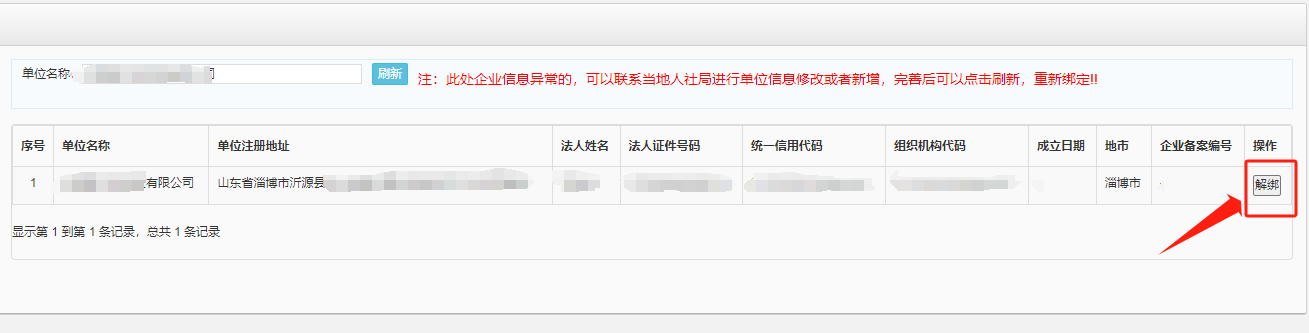 单位名称 司 刷新 注：此处企业信息异常的，可以联系当地人社局进行单位信息修改或者新增，完善后可以点击刷新，重新绑定!!
序号 单位名称 单位注册地址 法人姓名 法人证件号码 统一信用代码 组织机构代码 成立日期 地市 企业备案编号 操作
1 有限公司 山东省淄博市沂源县 淄博市 解绑
显示第 1 到第 1 条记录，总共 1 条记录